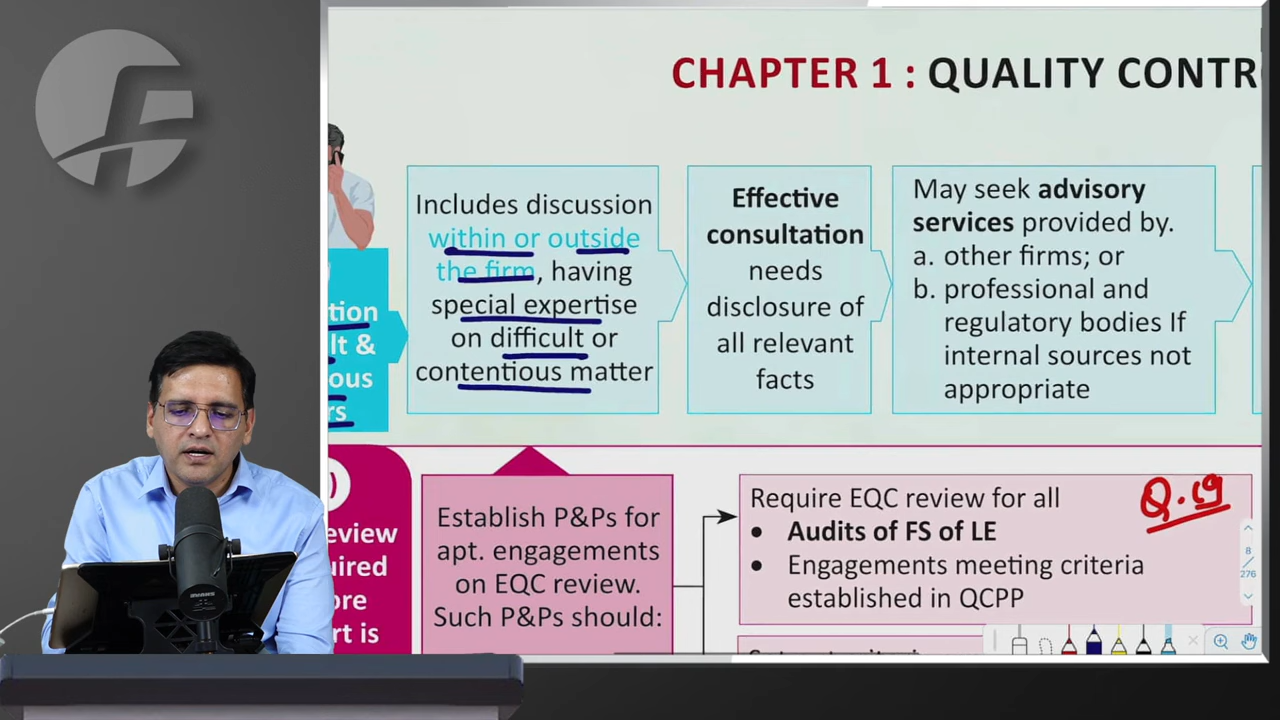 CHAPTER 1 : QUALITY CONTR
tion
lt &
ous
rs
Includes discussion
within or outside
the firm, having
special expertise
on difficult or
contentious matter
Effective
consultation
needs
disclosure of
all relevant
facts
May seek advisory
services provided by.
a. other firms; or
b. professional and
regulatory bodies If
internal sources not
appropriate
)
eview
uired
ore
rt is
Establish P&Ps for
apt. engagements
on EQC review.
Such P&Ps should:
Require EQC review for all
• Audits of FS of LE
• Engagements meeting criteria
established in QCPP
Q.19
8
276